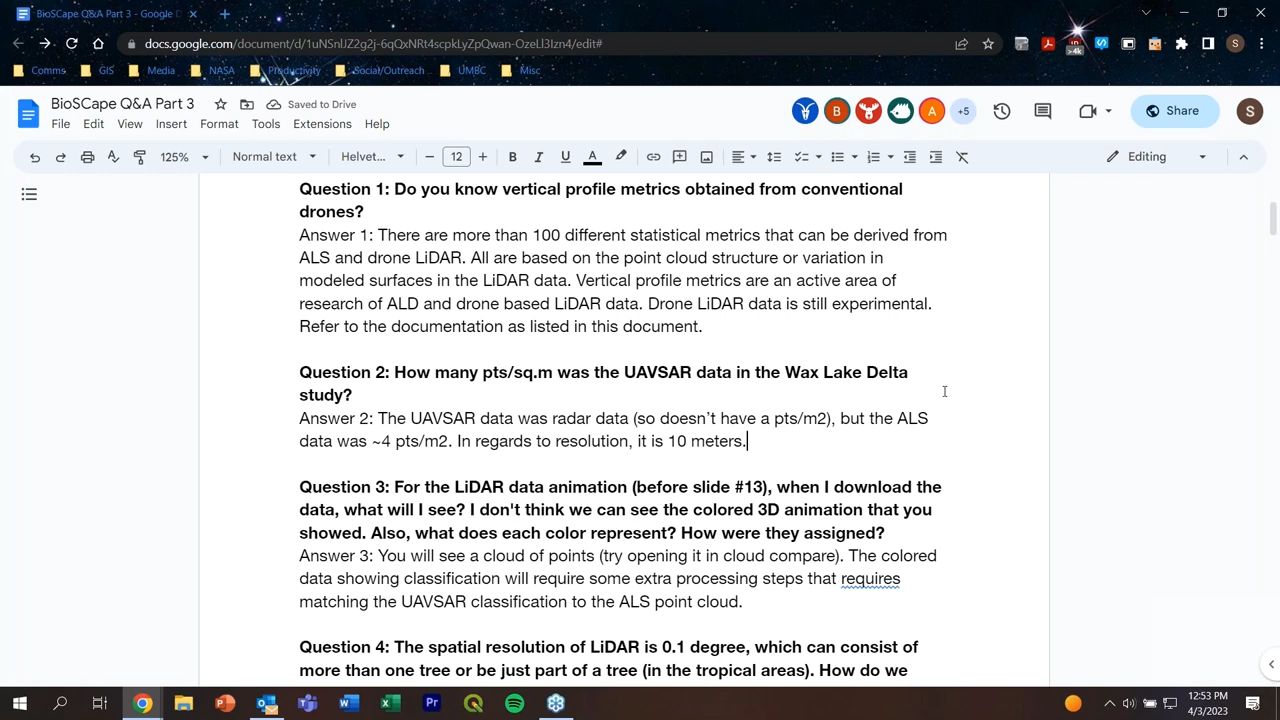 BioSCape Q&A Part 3 - Google D
docs.google.com/document/d/1uNSnlJZ2g2j-6qQxNRt4scpkLyZpQwan-OzeLl3Izn4/edit#
>4k
S
Comms GIS Media NASA Productivity Social/Outreach UMBC Misc
BioSCape Q&A Part 3
Saved to Drive
B A +5 Share S
File Edit View Insert Format Tools Extensions Help
125% Normal text Helvet... 12 B I U A Editing
Question 1: Do you know vertical profile metrics obtained from conventional
drones?
Answer 1: There are more than 100 different statistical metrics that can be derived from
ALS and drone LiDAR. All are based on the point cloud structure or variation in
modeled surfaces in the LiDAR data. Vertical profile metrics are an active area of
research of ALD and drone based LiDAR data. Drone LiDAR data is still experimental.
Refer to the documentation as listed in this document.
Question 2: How many pts/sq.m was the UAVSAR data in the Wax Lake Delta
study?
Answer 2: The UAVSAR data was radar data (so doesn't have a pts/m2), but the ALS
data was ~4 pts/m2. In regards to resolution, it is 10 meters.
Question 3: For the LiDAR data animation (before slide #13), when I download the
data, what will I see? I don't think we can see the colored 3D animation that you
showed. Also, what does each color represent? How were they assigned?
Answer 3: You will see a cloud of points (try opening it in cloud compare). The colored
data showing classification will require some extra processing steps that requires
matching the UAVSAR classification to the ALS point cloud.
Question 4: The spatial resolution of LiDAR is 0.1 degree, which can consist of
more than one tree or be just part of a tree (in the tropical areas). How do we
12:53 PM
4/3/2023